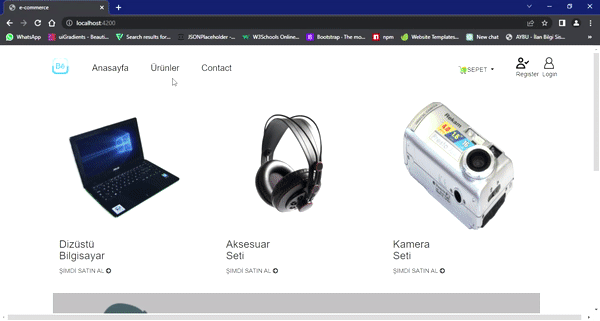 e-commerce
localhost:4200
WhatsApp
uiGradients - Beauti...
Search results for...
JSONPlaceholder -...
W3Schools Online...
Bootstrap - The mo...
npm
Website Templates...
New chat
AYBU - İlan Bilgi Sis...
Anasayfa
Ürünler
Contact
SEPET
Register
Login
Dizüstü
Bilgisayar
ŞİMDİ SATIN AL
Aksesuar
Seti
ŞİMDİ SATIN AL
Kamera
Seti
ŞİMDİ SATIN AL